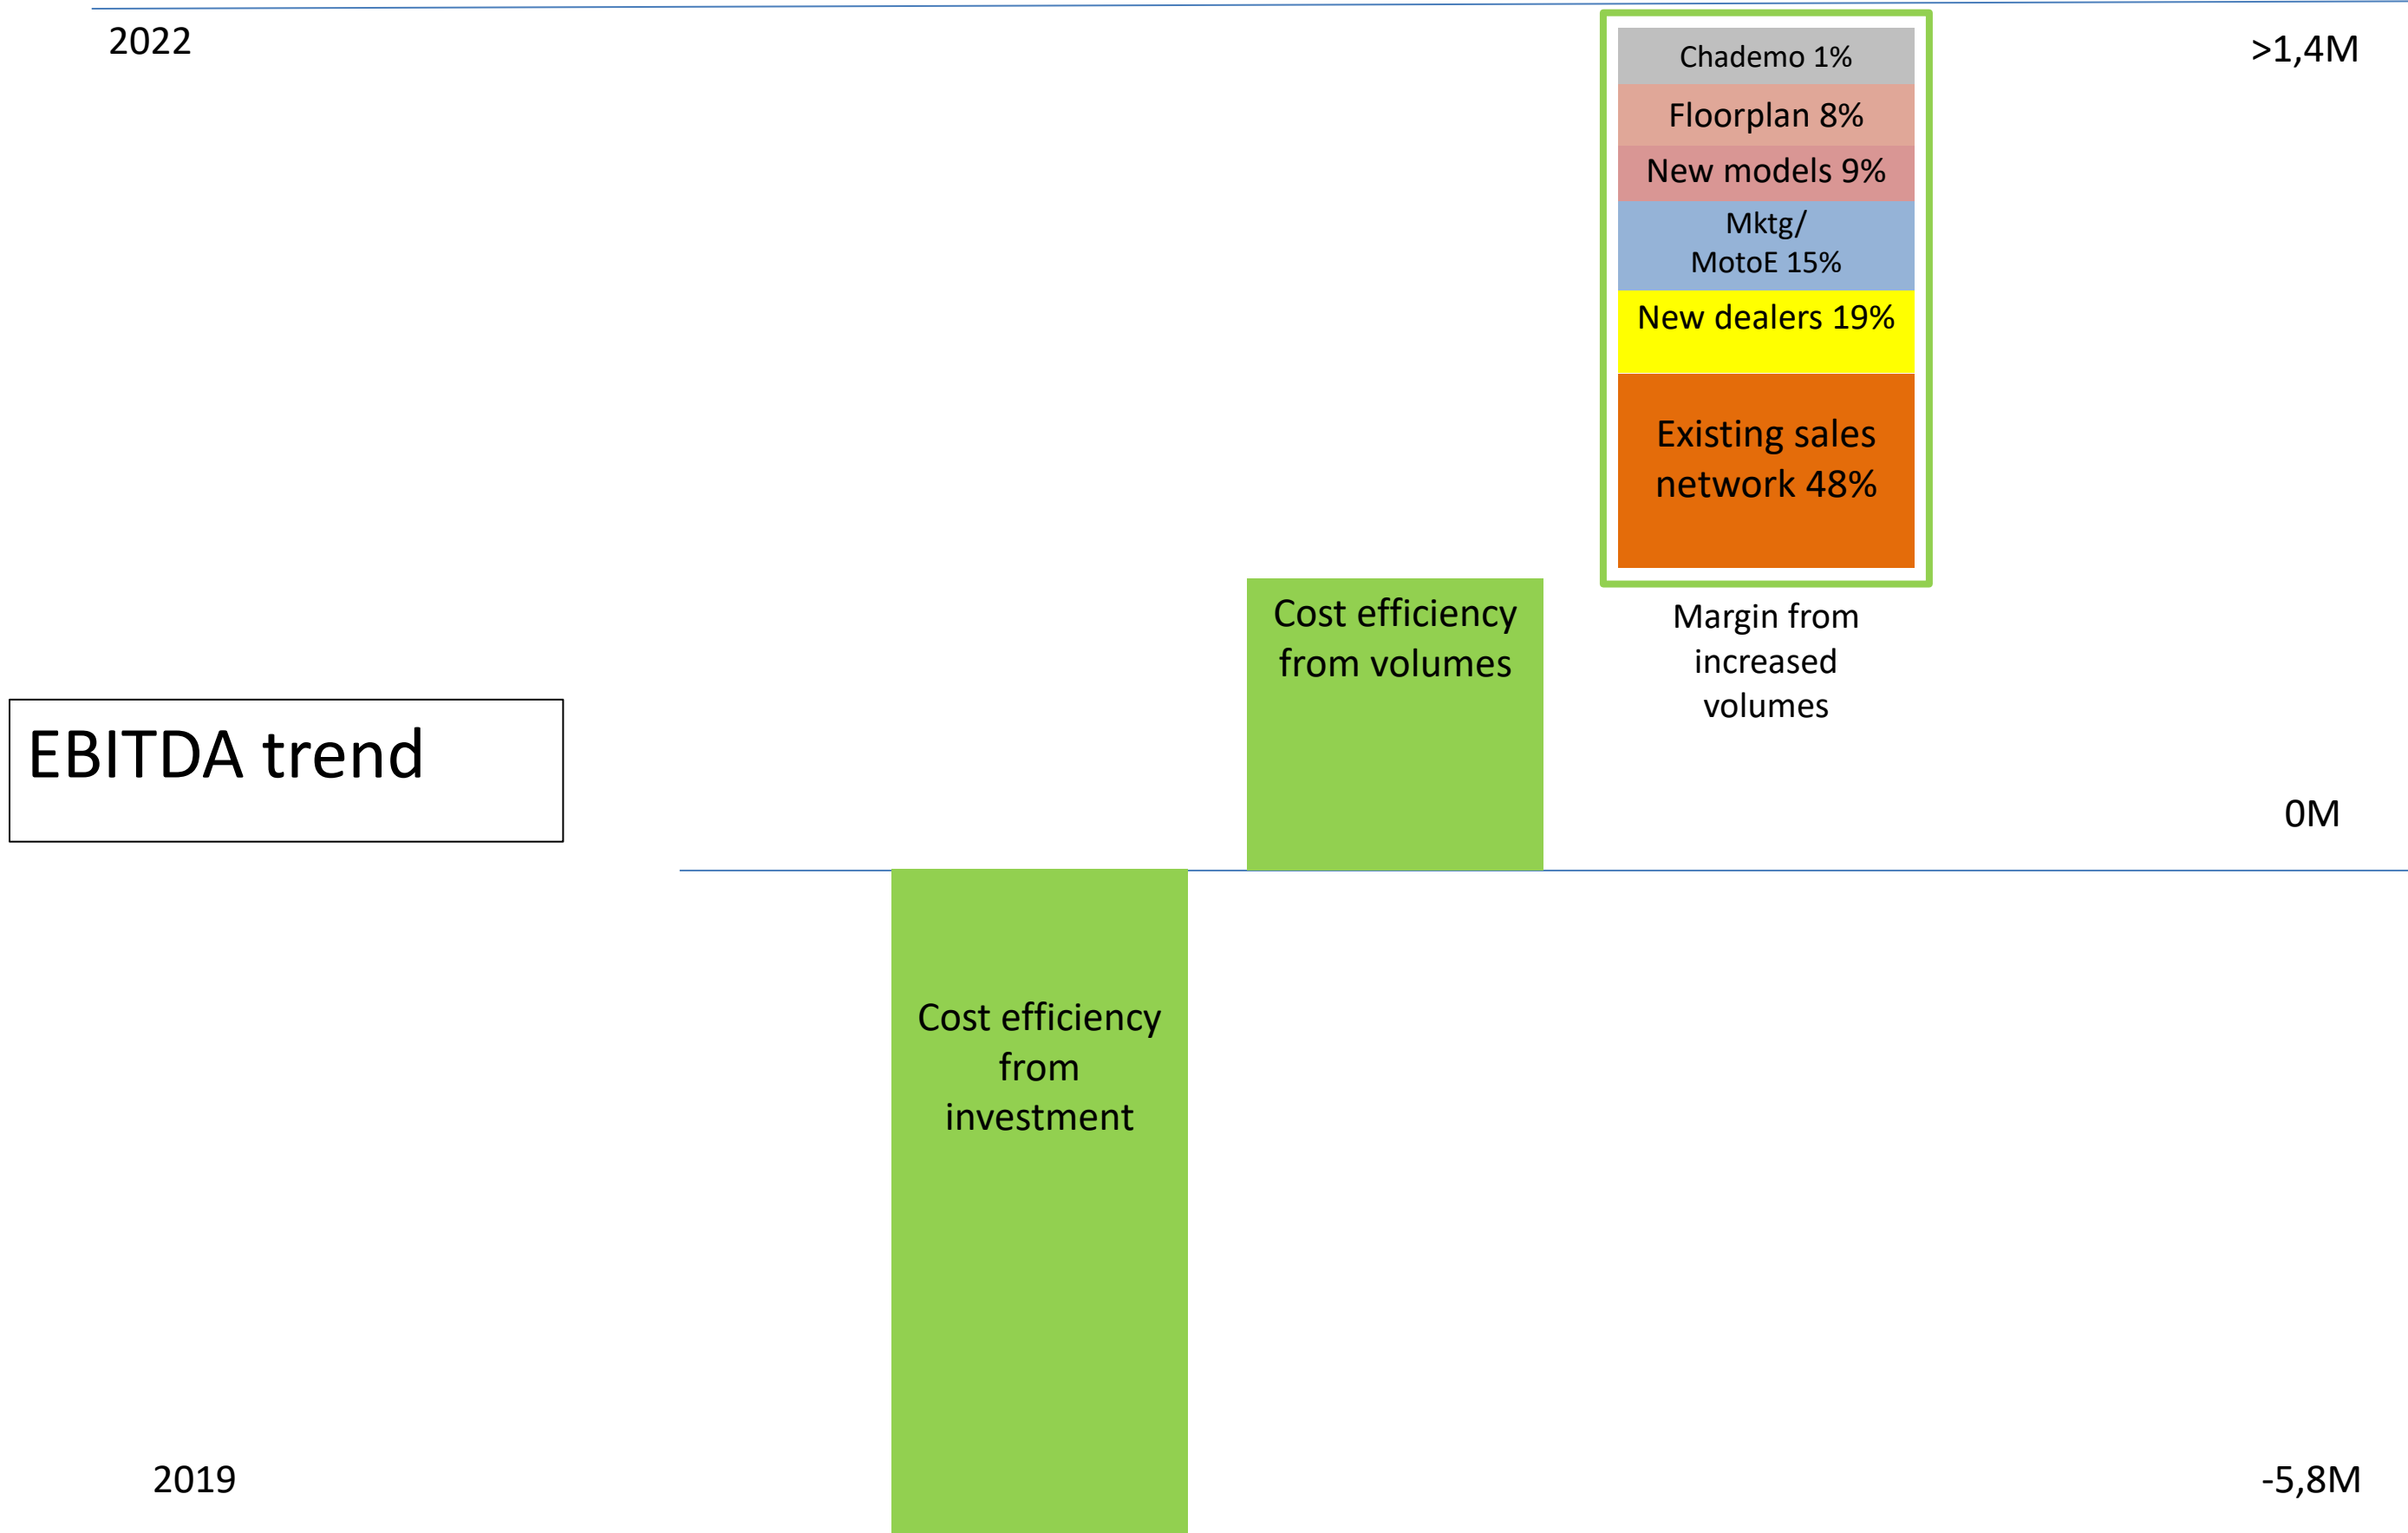 2022
>1,4M
Chademo 1%
Floorplan 8%
New models 9%
Mktg/
MotoE 15%
New dealers 19%
Existing sales
network 48%
Cost efficiency
from volumes
Margin from
increased
volumes
EBITDA trend
0M
Cost efficiency
from
investment
2019
-5,8M